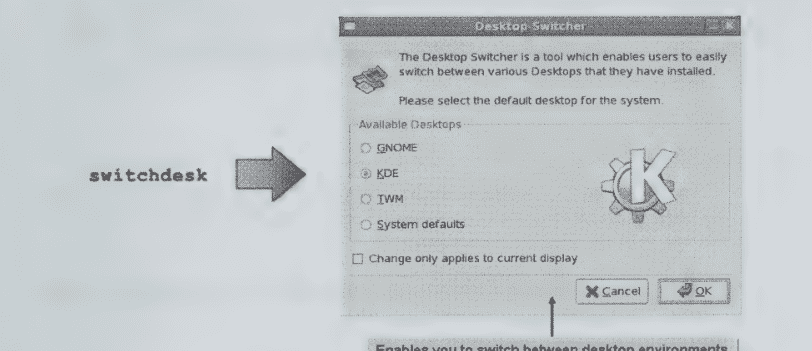 Desktop Switcher
The Desktop Switcher is a tool which enables users to easily
switch between various Desktops that they have installed.
Please select the default desktop for the system.
Available Desktops
GNOME
switchdesk
KDE
TWM
System defaults
Change only applies to current display
Cancel
OK
Enables you to switch between desktop environments